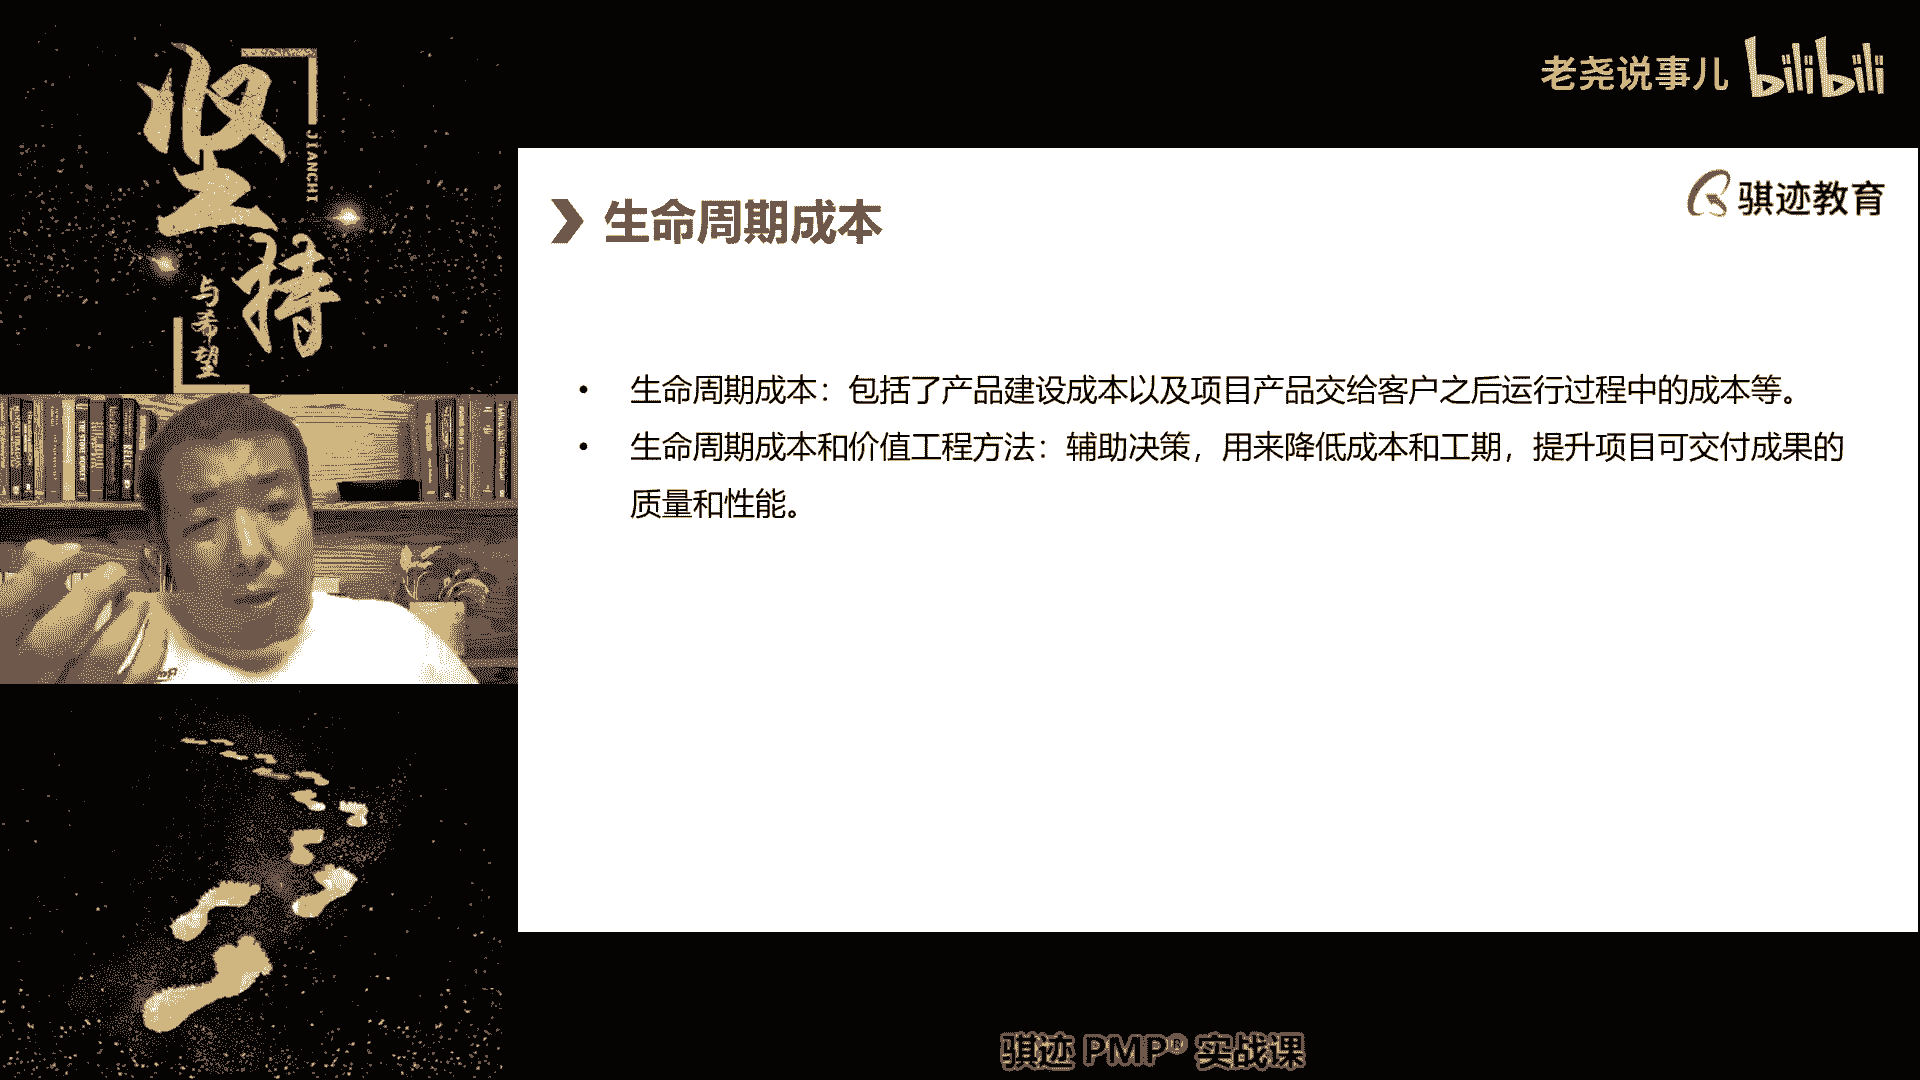 坚持
JIANCHI
与希望
老尧说事儿 bilibili
骐迹教育
生命周期成本
• 生命周期成本：包括了产品建设成本以及项目产品交给客户之后运行过程中的成本等。
• 生命周期成本和价值工程方法：辅助决策，用来降低成本和工期，提升项目可交付成果的
质量和性能。
骐迹 PMP® 实战课